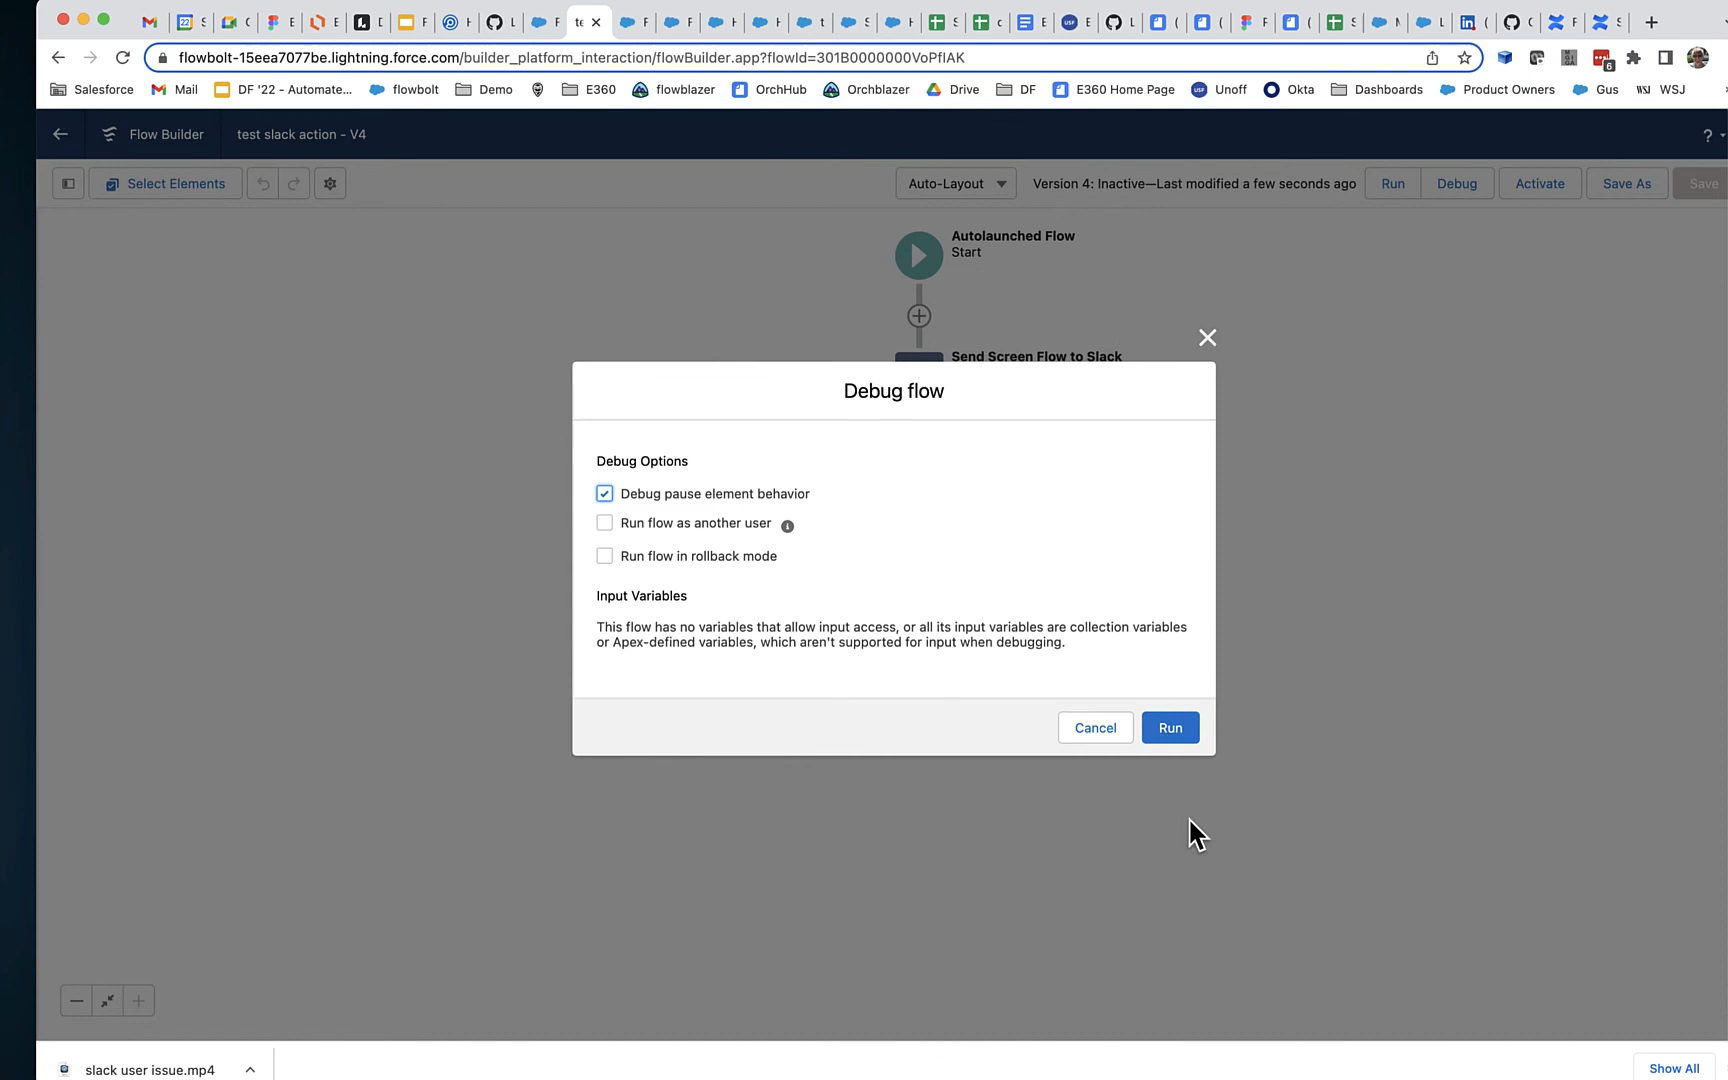 flowbolt-15eea7077be.lightning.force.com/builder_platform_interaction/flowBuilder.app?flowId=301B0000000VoPfIAK
6
Salesforce Mail DF '22 - Automate... flowbolt Demo E360 flowblazer OrchHub Orchblazer Drive DF E360 Home Page Unoff Okta Dashboards Product Owners Gus WSJ
Flow Builder test slack action - V4 ?
Select Elements Auto-Layout Version 4: Inactive—Last modified a few seconds ago Run Debug Activate Save As Save
Autolaunched Flow
Start
Send Screen Flow to Slack
Debug flow
Debug Options
Debug pause element behavior
Run flow as another user
Run flow in rollback mode
Input Variables
This flow has no variables that allow input access, or all its input variables are collection variables
or Apex-defined variables, which aren't supported for input when debugging.
Cancel Run
slack user issue.mp4 Show All